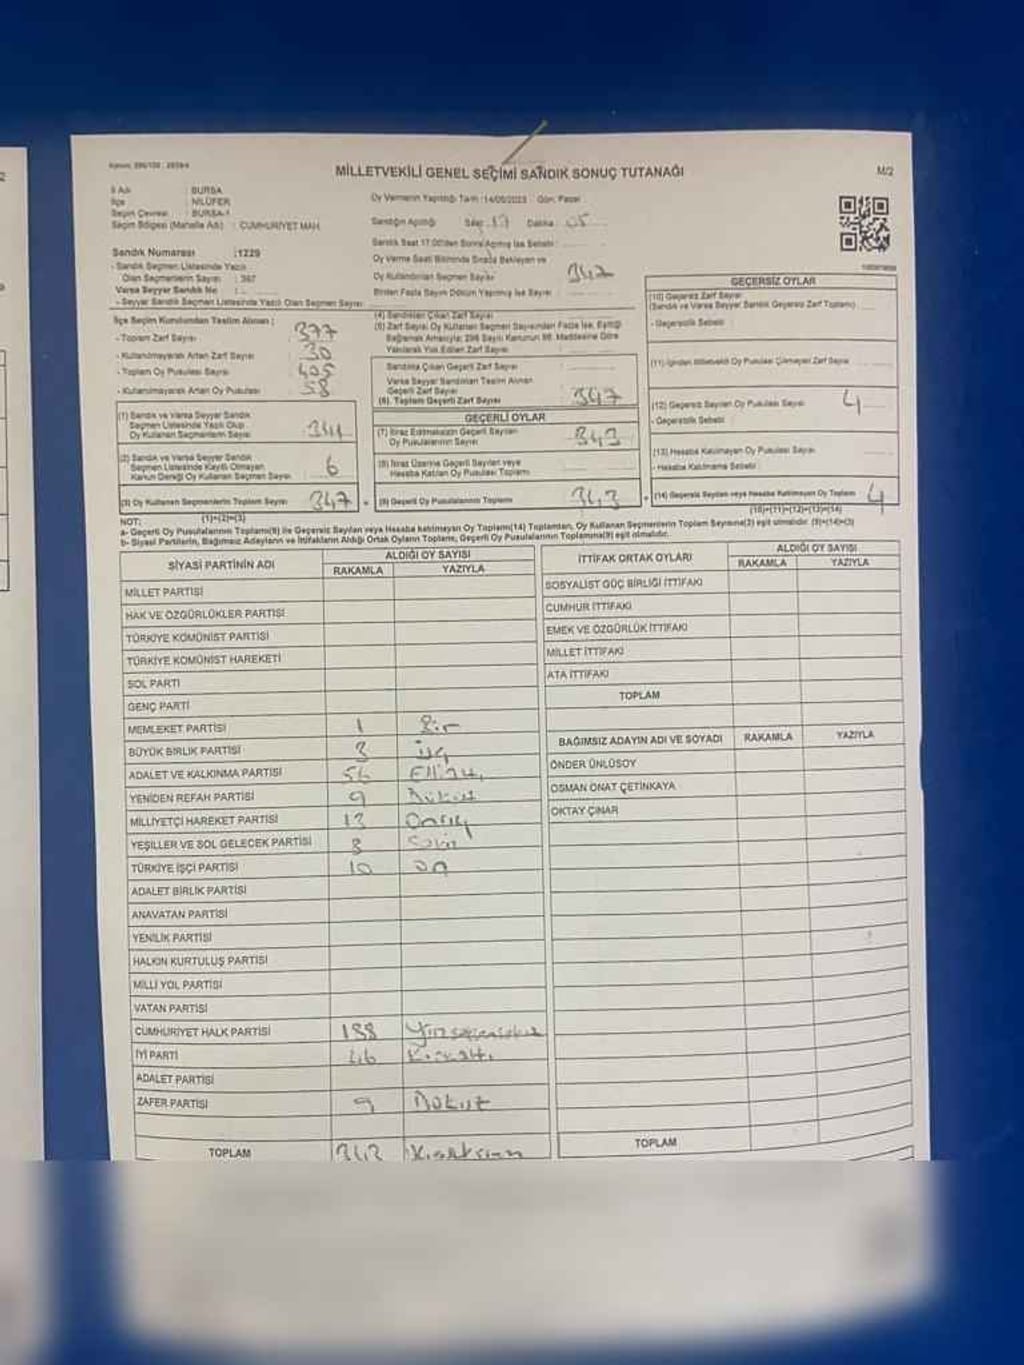 MİLLETVEKİLİ GENEL SEÇİMİ SANDIK SONUÇ TUTANAĞI
M/2
İl Adı : BURSA
İlçe : NİLÜFER
Seçim Çevresi : BURSA-1
Seçim Bölgesi (Mahalle Adı) : CUMHURİYET MAH.
Oy Vermenin Yapıldığı Tarih :14/05/2023 Gün: Pazar
Sandığın Açıldığı Saat : 17 Dakika : 05
Sandık Saat 17:00'den Sonra Açılmış İse Sebebi :
Oy Verme Saati Bitiminde Sırada Bekleyen ve
Oy Kullandırılan Seçmen Sayısı
347
Birden Fazla Sayım Döküm Yapılmış İse Sayısı :
Sandık Numarası :1229
- Sandık Seçmen Listesinde Yazılı
Olan Seçmenlerin Sayısı : 367
Varsa Seyyar Sandık No :
- Seyyar Sandık Seçmen Listesinde Yazılı Olan Seçmen Sayısı:
İlçe Seçim Kurulundan Teslim Alınan :
- Toplam Zarf Sayısı 377
- Kullanılmayarak Artan Zarf Sayısı 30
- Toplam Oy Pusulası Sayısı 405
- Kullanılmayarak Artan Oy Pusulası 58
(1) Sandık ve Varsa Seyyar Sandık
Seçmen Listesinde Yazılı Olup
Oy Kullanan Seçmenlerin Sayısı 341
(2) Sandık ve Varsa Seyyar Sandık
Seçmen Listesinde Kayıtlı Olmayan
Kanun Gereği Oy Kullanan Seçmen Sayısı 6
(3) Oy Kullanan Seçmenlerin Toplam Sayısı 347
(1)+(2)=(3)
(4) Sandıktan Çıkan Zarf Sayısı
(5) Zarf Sayısı Oy Kullanan Seçmen Sayısından Fazla İse, Eşitliği
Sağlamak Amacıyla; 298 Sayılı Kanunun 98. Maddesine Göre
Yakılarak Yok Edilen Zarf Sayısı
Sandıkta Çıkan Geçerli Zarf Sayısı
Varsa Seyyar Sandıktan Teslim Alınan
Geçerli Zarf Sayısı
(6). Toplam Geçerli Zarf Sayısı 347
GEÇERLİ OYLAR
(7) İtiraz Edilmeksizin Geçerli Sayılan
Oy Pusulalarının Sayısı 343
(8) İtiraz Üzerine Geçerli Sayılan veya
Hesaba Katılan Oy Pusulası Toplamı
(9) Geçerli Oy Pusulalarının Toplamı 343
GEÇERSİZ OYLAR
(10) Geçersiz Zarf Sayısı
(Sandık ve Varsa Seyyar Sandık Geçersiz Zarf Toplamı)
- Geçersizlik Sebebi :
(11) İçinden Milletvekili Oy Pusulası Çıkmayan Zarf Sayısı
(12) Geçersiz Sayılan Oy Pusulası Sayısı 4
- Geçersizlik Sebebi :
(13) Hesaba Katılmayan Oy Pusulası Sayısı
- Hesaba Katılmama Sebebi :
(14) Geçersiz Sayılan veya Hesaba Katılmayan Oy Toplamı 4
(10)+(11)+(12)+(13)=(14)
NOT:
a- Geçerli Oy Pusulalarının Toplamı(9) ile Geçersiz Sayılan veya Hesaba Katılmayan Oy Toplamı(14) Toplamları, Oy Kullanan Seçmenlerin Toplam Sayısına(3) eşit olmalıdır. (9)+(14)=(3)
b- Siyasi Partilerin, Bağımsız Adayların ve İttifakların Aldığı Ortak Oyların Toplamı, Geçerli Oy Pusulalarının Toplamına(9) eşit olmalıdır.
SİYASİ PARTİNİN ADI
ALDIĞI OY SAYISI
RAKAMLA YAZIYLA
MİLLET PARTİSİ
HAK VE ÖZGÜRLÜKLER PARTİSİ
TÜRKİYE KOMÜNİST PARTİSİ
TÜRKİYE KOMÜNİST HAREKETİ
SOL PARTİ
GENÇ PARTİ
MEMLEKET PARTİSİ 1 Bir
BÜYÜK BİRLİK PARTİSİ 3 Üç
ADALET VE KALKINMA PARTİSİ 56 Elli altı
YENİDEN REFAH PARTİSİ 9 Dokuz
MİLLİYETÇİ HAREKET PARTİSİ 13 Onüç
YEŞİLLER VE SOL GELECEK PARTİSİ 8 Sekiz
TÜRKİYE İŞÇİ PARTİSİ 10 On
ADALET BİRLİK PARTİSİ
ANAVATAN PARTİSİ
YENİLİK PARTİSİ
HALKIN KURTULUŞ PARTİSİ
MİLLİ YOL PARTİSİ
VATAN PARTİSİ
CUMHURİYET HALK PARTİSİ 188 Yüzseksensekiz
İYİ PARTİ 46 Kırkaltı
ADALET PARTİSİ
ZAFER PARTİSİ 9 Dokuz
TOPLAM 343
İTTİFAK ORTAK OYLARI
ALDIĞI OY SAYISI
RAKAMLA YAZIYLA
SOSYALİST GÜÇ BİRLİĞİ İTTİFAKI
CUMHUR İTTİFAKI
EMEK VE ÖZGÜRLÜK İTTİFAKI
MİLLET İTTİFAKI
ATA İTTİFAKI
TOPLAM
BAĞIMSIZ ADAYIN ADI VE SOYADI RAKAMLA YAZIYLA
ÖNDER ÜNLÜSOY
OSMAN ONAT ÇETİNKAYA
OKTAY ÇINAR
TOPLAM